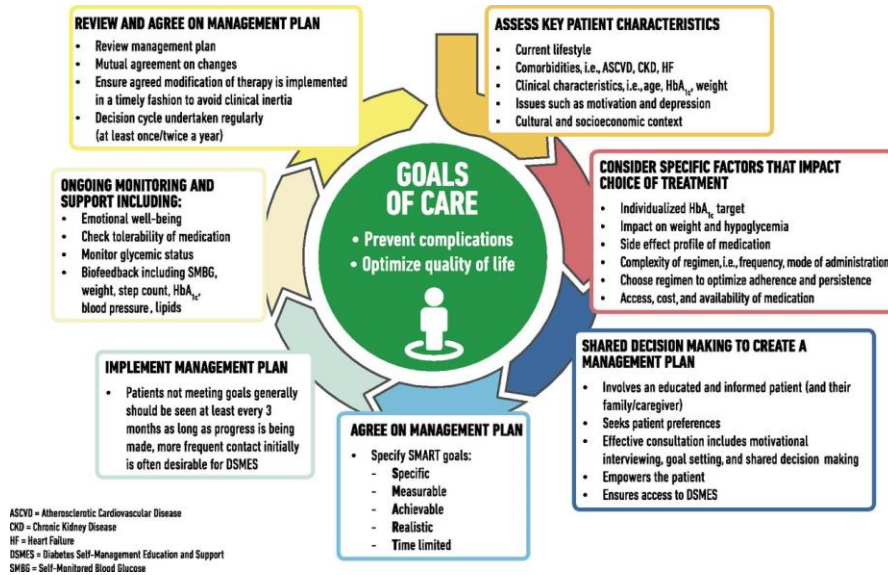 REVIEW AND AGREE ON MANAGEMENT PLAN
• Review management plan
• Mutual agreement on changes
• Ensure agreed modification of therapy is implemented
in a timely fashion to avoid clinical inertia
• Decision cycle undertaken regularly
(at least once/twice a year)
ASSESS KEY PATIENT CHARACTERISTICS
• Current lifestyle
• Comorbidities, i.e., ASCVD, CKD, HF
• Clinical characteristics, i.e., age, HbA1c, weight
• Issues such as motivation and depression
• Cultural and socioeconomic context
GOALS
OF CARE
• Prevent complications
• Optimize quality of life
ONGOING MONITORING AND
SUPPORT INCLUDING:
• Emotional well-being
• Check tolerability of medication
• Monitor glycemic status
• Biofeedback including SMBG,
weight, step count, HbA1c,
blood pressure, lipids
CONSIDER SPECIFIC FACTORS THAT IMPACT
CHOICE OF TREATMENT
• Individualized HbA1c target
• Impact on weight and hypoglycemia
• Side effect profile of medication
• Complexity of regimen, i.e., frequency, mode of administration
• Choose regimen to optimize adherence and persistence
• Access, cost, and availability of medication
IMPLEMENT MANAGEMENT PLAN
• Patients not meeting goals generally
should be seen at least every 3
months as long as progress is being
made, more frequent contact initially
is often desirable for DSMES
SHARED DECISION MAKING TO CREATE A
MANAGEMENT PLAN
• Involves an educated and informed patient (and their
family/caregiver)
• Seeks patient preferences
• Effective consultation includes motivational
interviewing, goal setting, and shared decision making
• Empowers the patient
• Ensures access to DSMES
AGREE ON MANAGEMENT PLAN
• Specify SMART goals:
- Specific
- Measurable
- Achievable
- Realistic
- Time limited
ASCVD = Atherosclerotic Cardiovascular Disease
CKD = Chronic Kidney Disease
HF = Heart Failure
DSMES = Diabetes Self-Management Education and Support
SMBG = Self-Monitored Blood Glucose